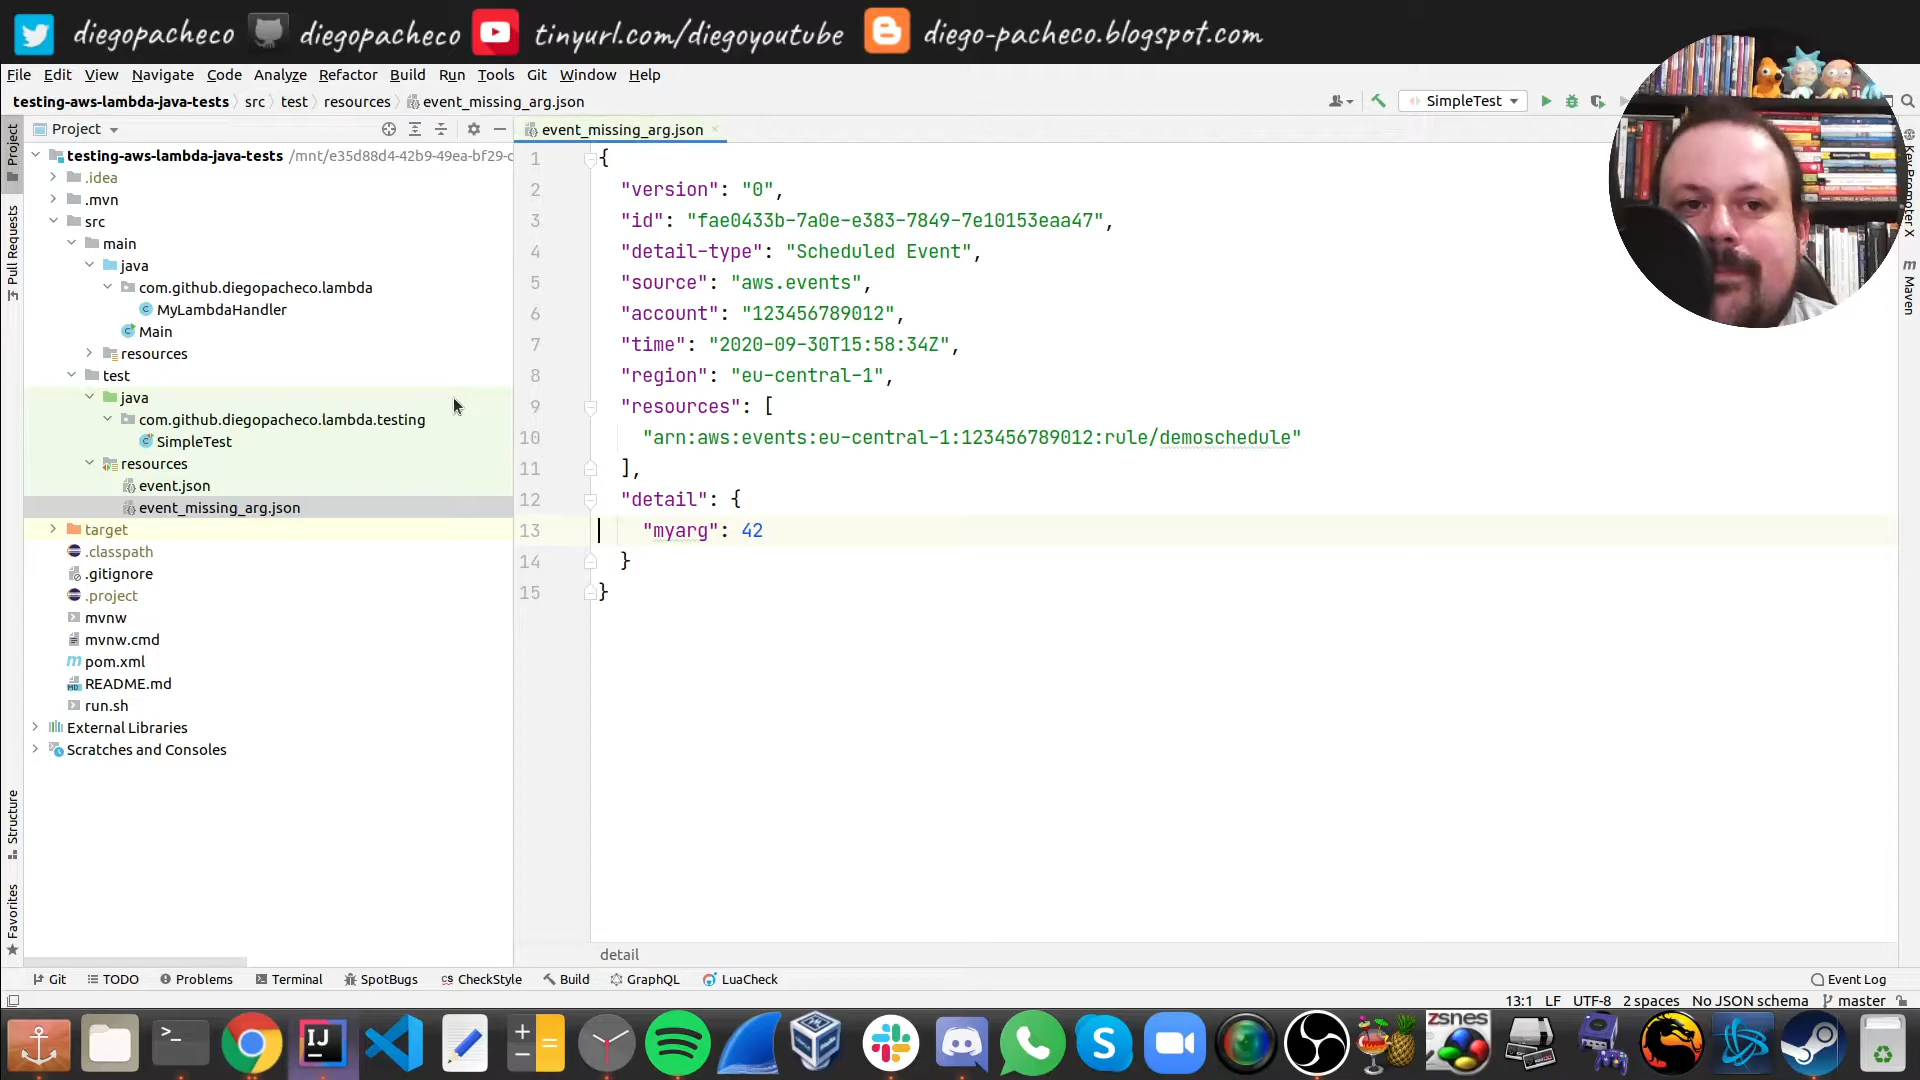 diegopacheco diegopacheco tinyurl.com/diegoyoutube diego-pacheco.blogspot.com
File Edit View Navigate Code Analyze Refactor Build Run Tools Git Window Help
testing-aws-lambda-java-tests src test resources event_missing_arg.json SimpleTest
Project event_missing_arg.json
testing-aws-lambda-java-tests /mnt/e35d88d4-42b9-49ea-bf29-c
.idea
.mvn
src
main
java
com.github.diegopacheco.lambda
MyLambdaHandler
Main
resources
test
java
com.github.diegopacheco.lambda.testing
SimpleTest
resources
event.json
event_missing_arg.json
target
.classpath
.gitignore
.project
mvnw
mvnw.cmd
pom.xml
README.md
run.sh
External Libraries
Scratches and Consoles
1 {
2 "version": "0",
3 "id": "fae0433b-7a0e-e383-7849-7e10153eaa47",
4 "detail-type": "Scheduled Event",
5 "source": "aws.events",
6 "account": "123456789012",
7 "time": "2020-09-30T15:58:34Z",
8 "region": "eu-central-1",
9 "resources": [
10 "arn:aws:events:eu-central-1:123456789012:rule/demoschedule"
11 ],
12 "detail": {
13 "myarg": 42
14 }
15 }
detail
Project
Pull Requests
Structure
Favorites
Key Promoter X
Maven
Git TODO Problems Terminal SpotBugs CheckStyle Build GraphQL LuaCheck Event Log
13:1 LF UTF-8 2 spaces No JSON schema master
IJ
zsnes